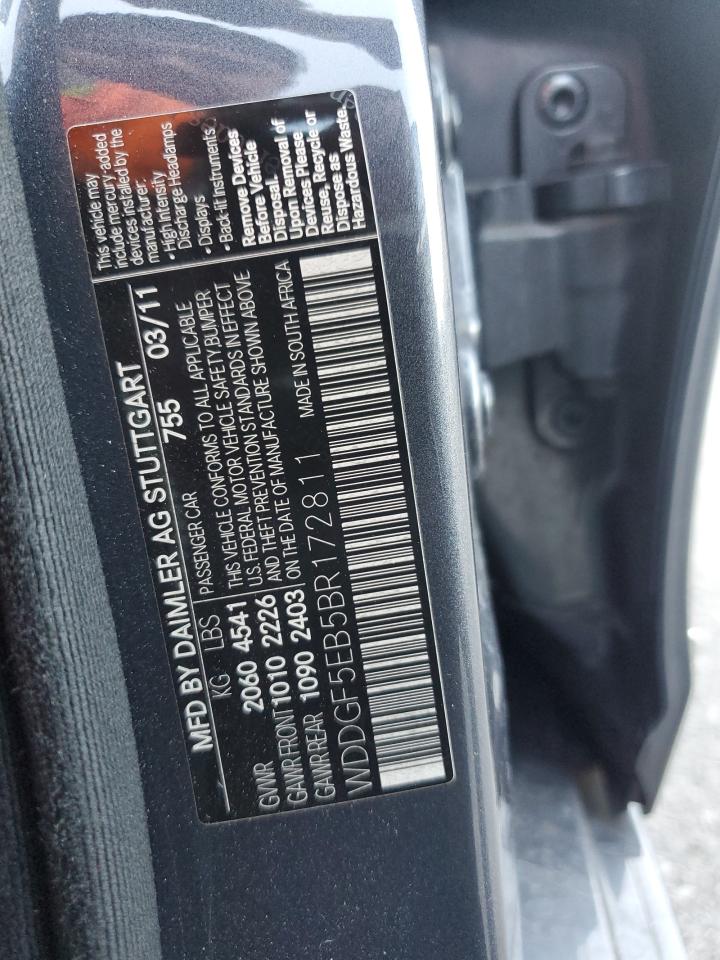 MFD BY DAIMLER AG STUTTGART
755 03/11
KG LBS
GVWR 2060 4541
GAWR FRONT 1010 2226
GAWR REAR 1090 2403
PASSENGER CAR
THIS VEHICLE CONFORMS TO ALL APPLICABLE
U.S. FEDERAL MOTOR VEHICLE SAFETY, BUMPER
AND THEFT PREVENTION STANDARDS IN EFFECT
ON THE DATE OF MANUFACTURE SHOWN ABOVE
WDDGF5EB5BR172811
MADE IN SOUTH AFRICA
This vehicle may
include mercury-added
devices installed by the
manufacturer:
• High Intensity
Discharge Headlamps
• Displays
• Back-lit Instruments
Remove Devices
Before Vehicle
Disposal.
Upon Removal of
Devices Please
Reuse, Recycle or
Dispose as
Hazardous Waste.